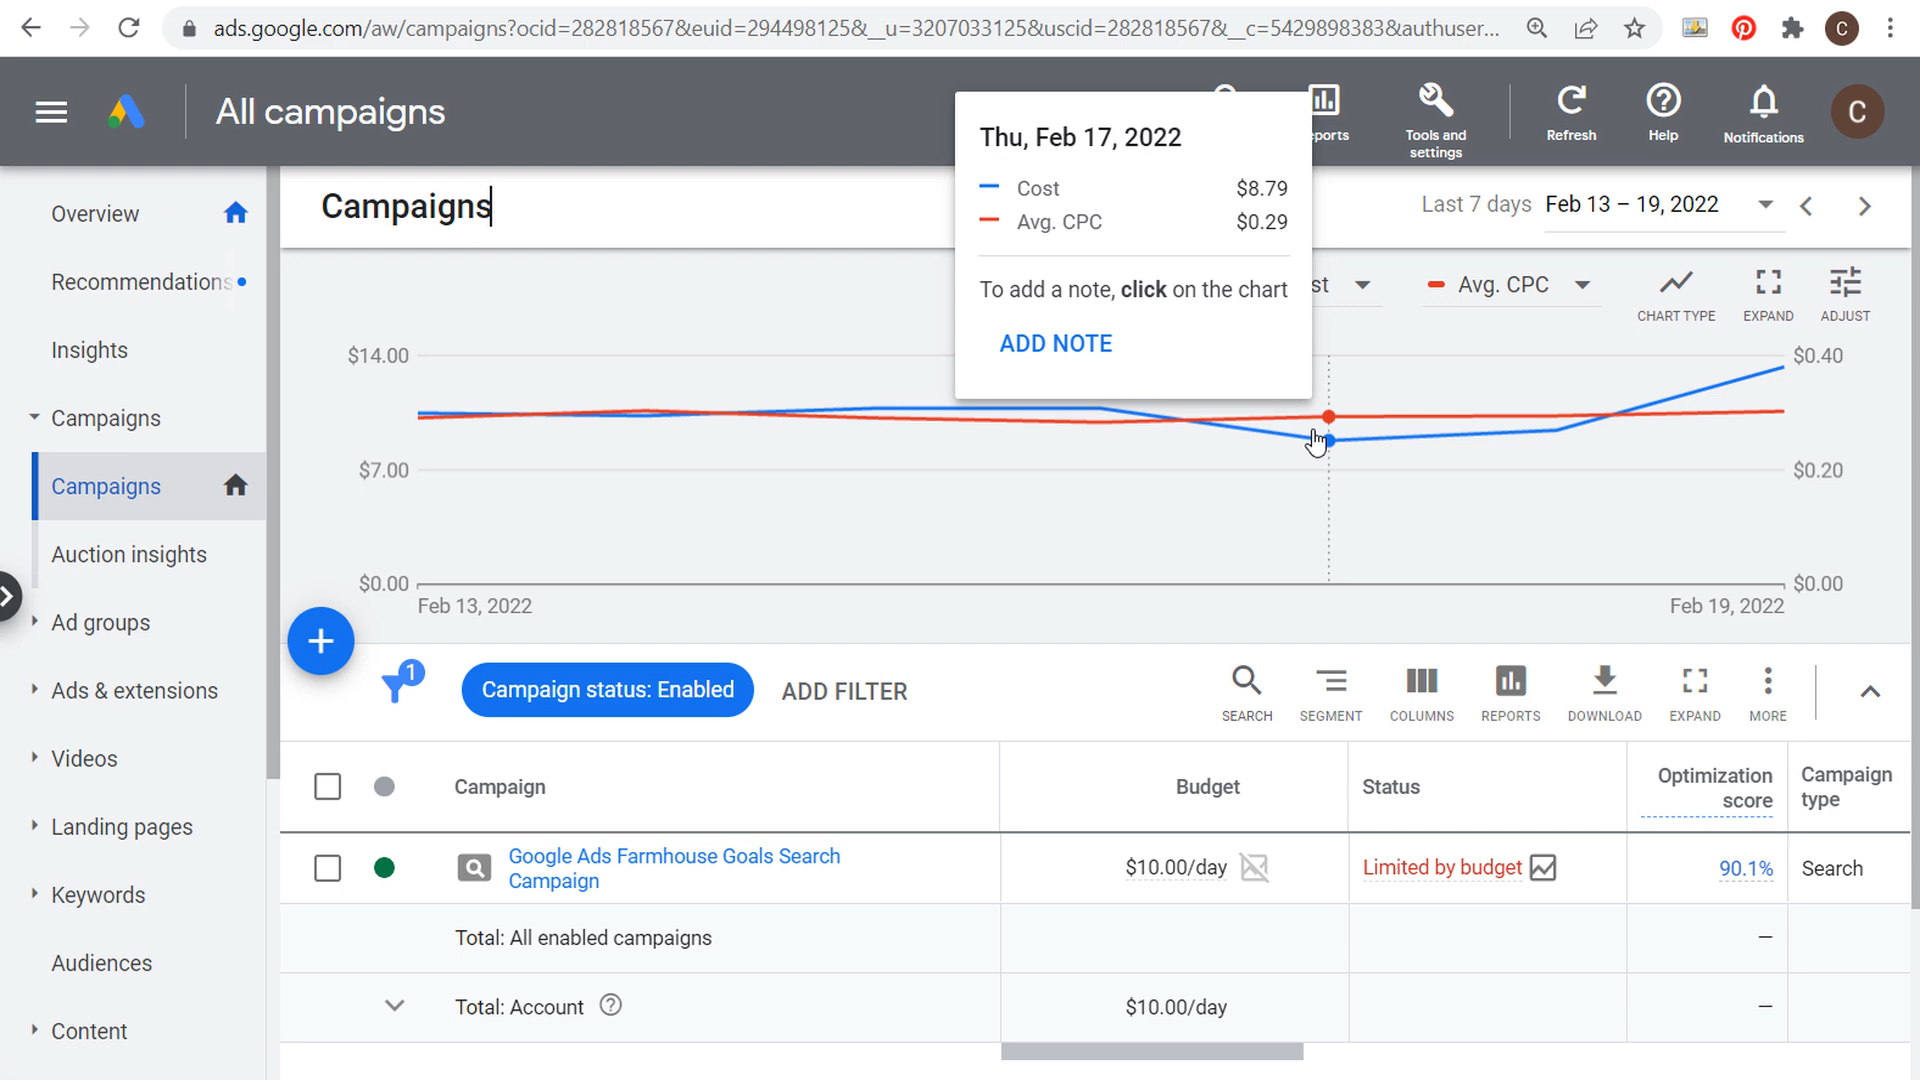 ads.google.com/aw/campaigns?ocid=282818567&euid=294498125&__u=3207033125&uscid=282818567&__c=5429898383&authuser...
C
All campaigns
ports
Tools and
settings
Refresh
Help
Notifications
C
Thu, Feb 17, 2022
Cost $8.79
Avg. CPC $0.29
To add a note, click on the chart
ADD NOTE
Overview
Recommendations
Insights
Campaigns
Campaigns
Auction insights
Ad groups
Ads & extensions
Videos
Landing pages
Keywords
Audiences
Content
Campaigns
Last 7 days Feb 13 – 19, 2022
st
Avg. CPC
CHART TYPE
EXPAND
ADJUST
$14.00
$0.40
$7.00
$0.20
$0.00
$0.00
Feb 13, 2022
Feb 19, 2022
1
Campaign status: Enabled
ADD FILTER
SEARCH
SEGMENT
COLUMNS
REPORTS
DOWNLOAD
EXPAND
MORE
Campaign
Budget
Status
Optimization
score
Campaign
type
Google Ads Farmhouse Goals Search
Campaign
$10.00/day
Limited by budget
90.1%
Search
Total: All enabled campaigns
–
Total: Account
$10.00/day
–